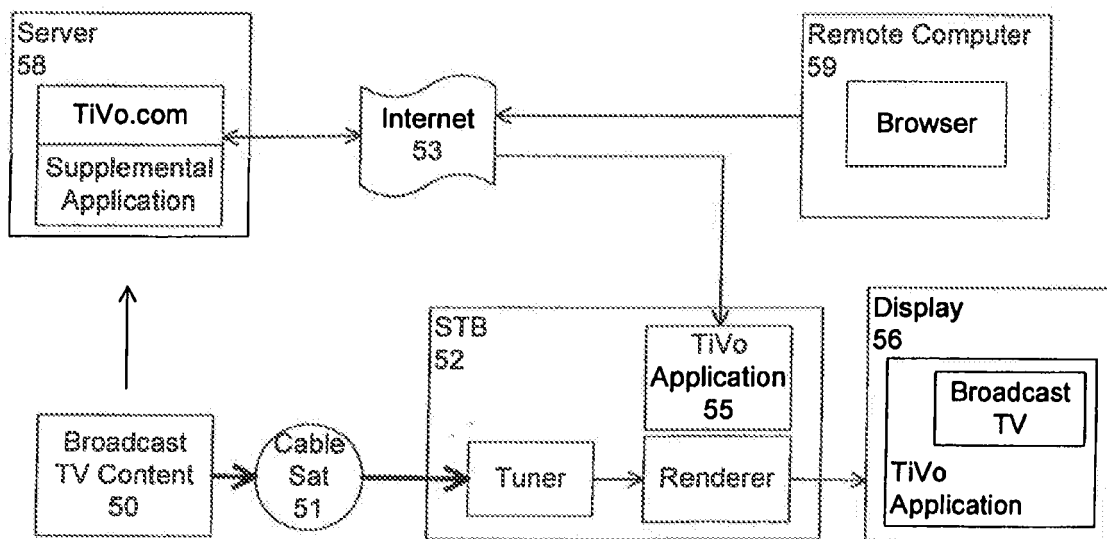 Server
58
TiVo.com
Supplemental
Application
Internet
53
Remote Computer
59
Browser
Broadcast
TV Content
50
Cable
Sat
51
STB
52
Tuner
TiVo
Application
55
Renderer
Display
56
Broadcast
TV
TiVo
Application